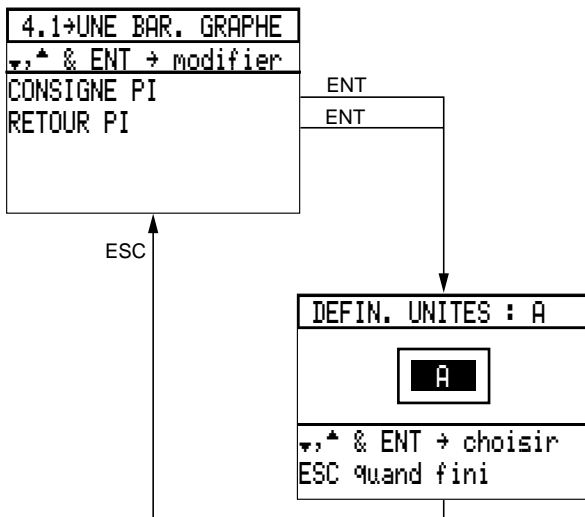 4.1→UNE BAR. GRAPHE
▼,▲ & ENT → modifier
CONSIGNE PI
RETOUR PI
ENT
ENT
ESC
DEFIN. UNITES : A
A
▼,▲ & ENT → choisir
ESC quand fini